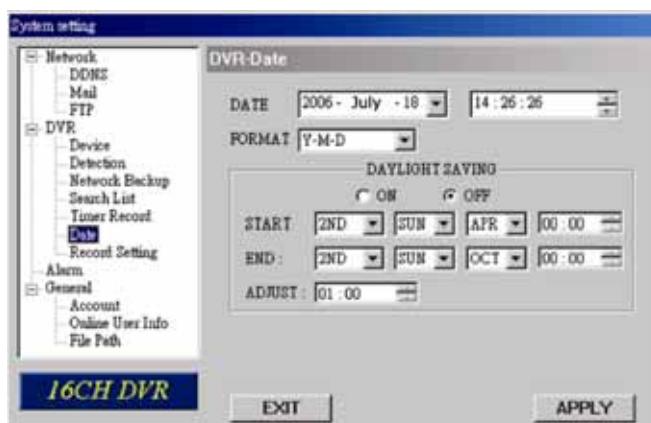 System setting
Network
DDNS
Mail
FTP
DVR
Device
Detection
Network Backup
Search List
Timer Record
Date
Record Setting
Alarm
General
Account
Online User Info
File Path
16CH DVR
DVR-Date
DATE 2006- July -18 14:26:26
FORMAT Y-M-D
DAYLIGHT SAVING
ON OFF
START 2ND SUN APR 00:00
END : 2ND SUN OCT 00:00
ADJUST : 01:00
EXIT APPLY